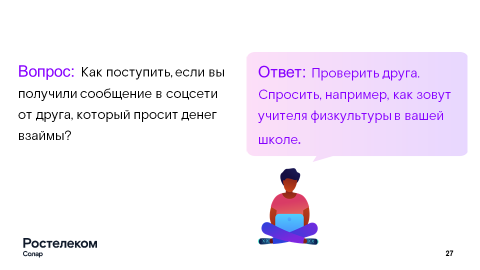 Вопрос: Как поступить, если вы
получили сообщение в соцсети
от друга, который просит денег
взаймы?
Ответ: Проверить друга.
Спросить, например, как зовут
учителя физкультуры в вашей
школе.
Ростелеком
Солар
27